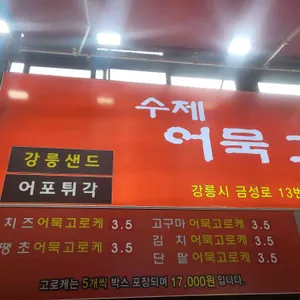 수제
어묵고
강릉샌드
어포튀각
강릉시 금성로 13번
치즈어묵고로케 3.5 고구마어묵고로케 3.5
땡초어묵고로케 3.5 김치어묵고로케 3.5
단팥어묵고로케 3.5
고로케는 5개씩 박스 포장되며 17,000원입니다.